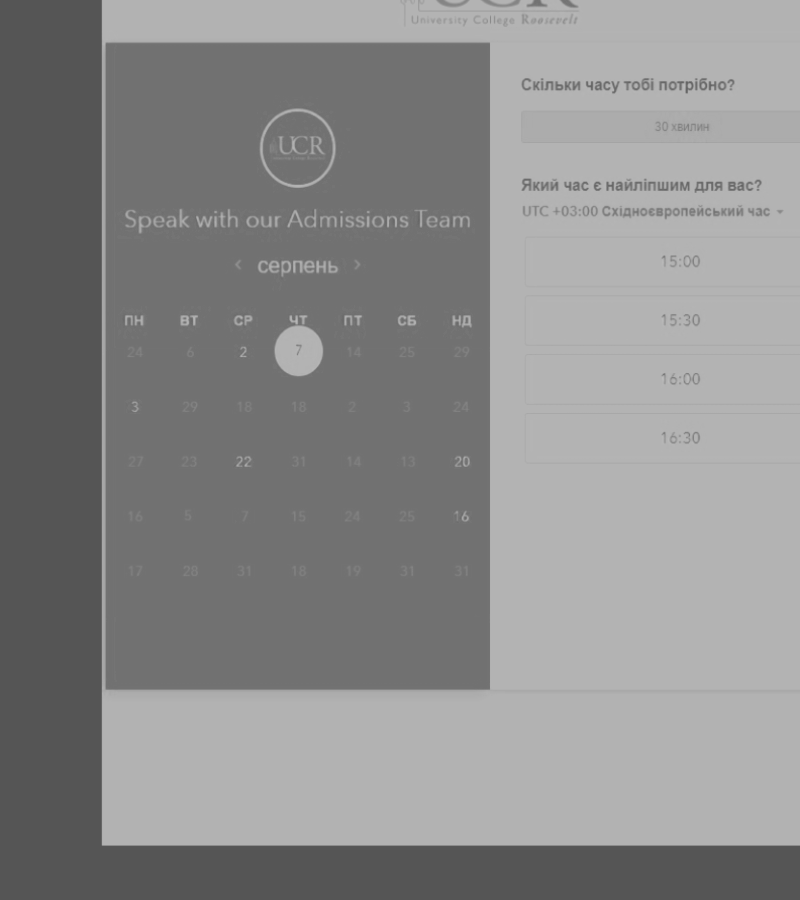 University College Roosevelt
UCR
Speak with our Admissions Team
серпень
ПН ВТ СР ЧТ ПТ СБ НД
24 6 2 7 14 25 29
3 29 18 18 2 3 24
27 23 22 31 14 13 20
16 5 7 15 24 25 16
17 28 31 18 19 31 31
Скільки часу тобі потрібно?
30 хвилин
Який час є найліпшим для вас?
UTC +03:00 Східноєвропейський час
15:00
15:30
16:00
16:30